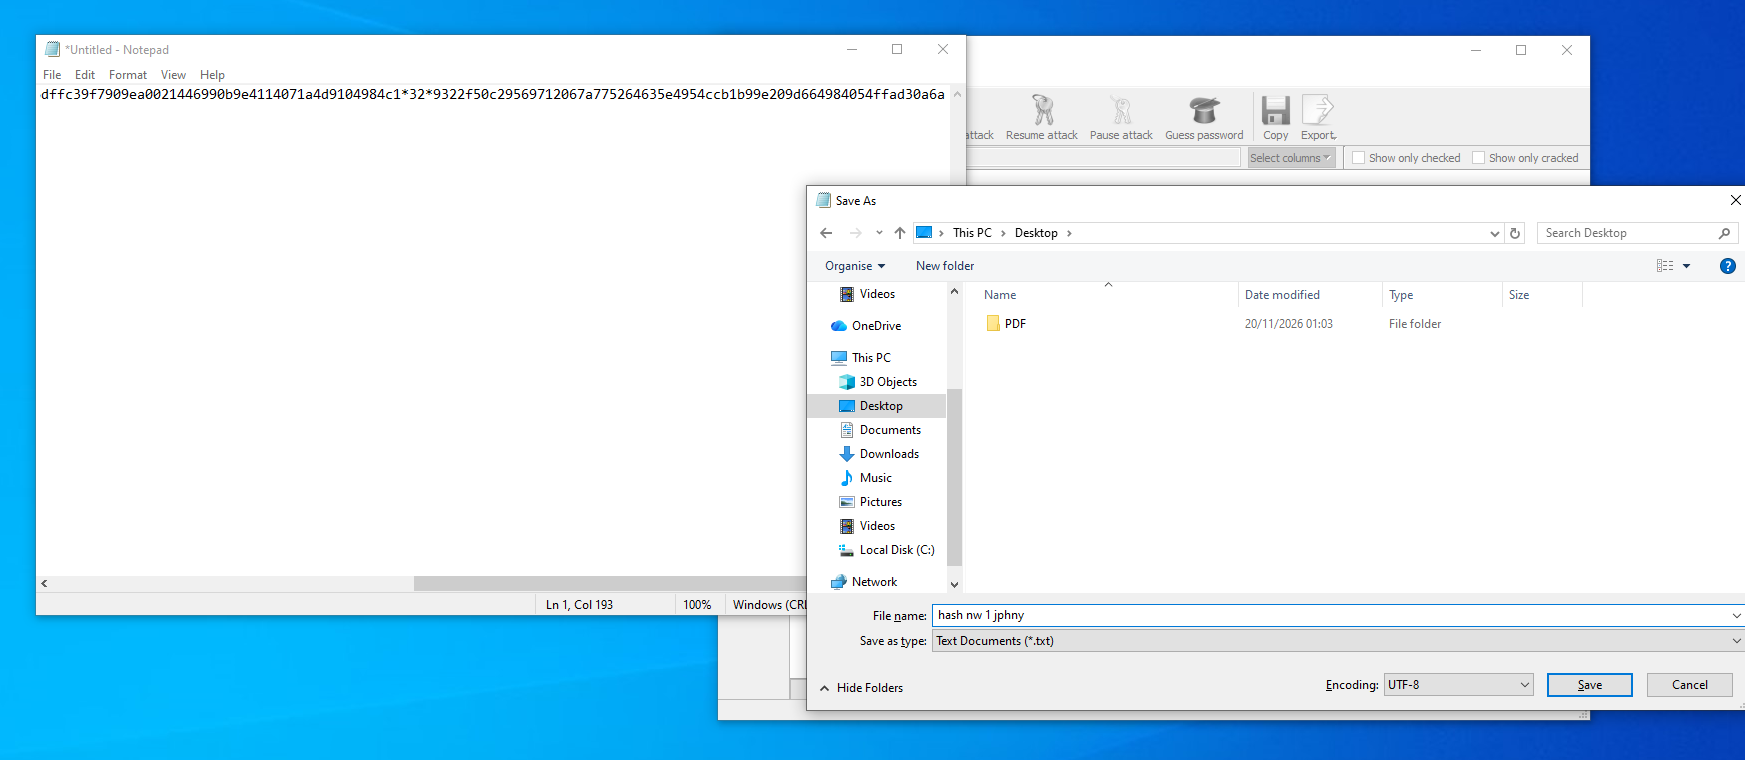 *Untitled - Notepad
File Edit Format View Help
dffc39f7909ea0021446990b9e4114071a4d9104984c1*32*9322f50c29569712067a775264635e4954ccb1b99e209d664984054ffad30a6a
Ln 1, Col 193 100% Windows (CRL
attack Resume attack Pause attack Guess password Copy Export.
Select columns Show only checked Show only cracked
Save As
This PC Desktop
Search Desktop
Organise New folder
Name Date modified Type Size
PDF 20/11/2026 01:03 File folder
Videos
OneDrive
This PC
3D Objects
Desktop
Documents
Downloads
Music
Pictures
Videos
Local Disk (C:)
Network
File name: hash nw 1 jphny
Save as type: Text Documents (*.txt)
Hide Folders
Encoding: UTF-8 Save Cancel